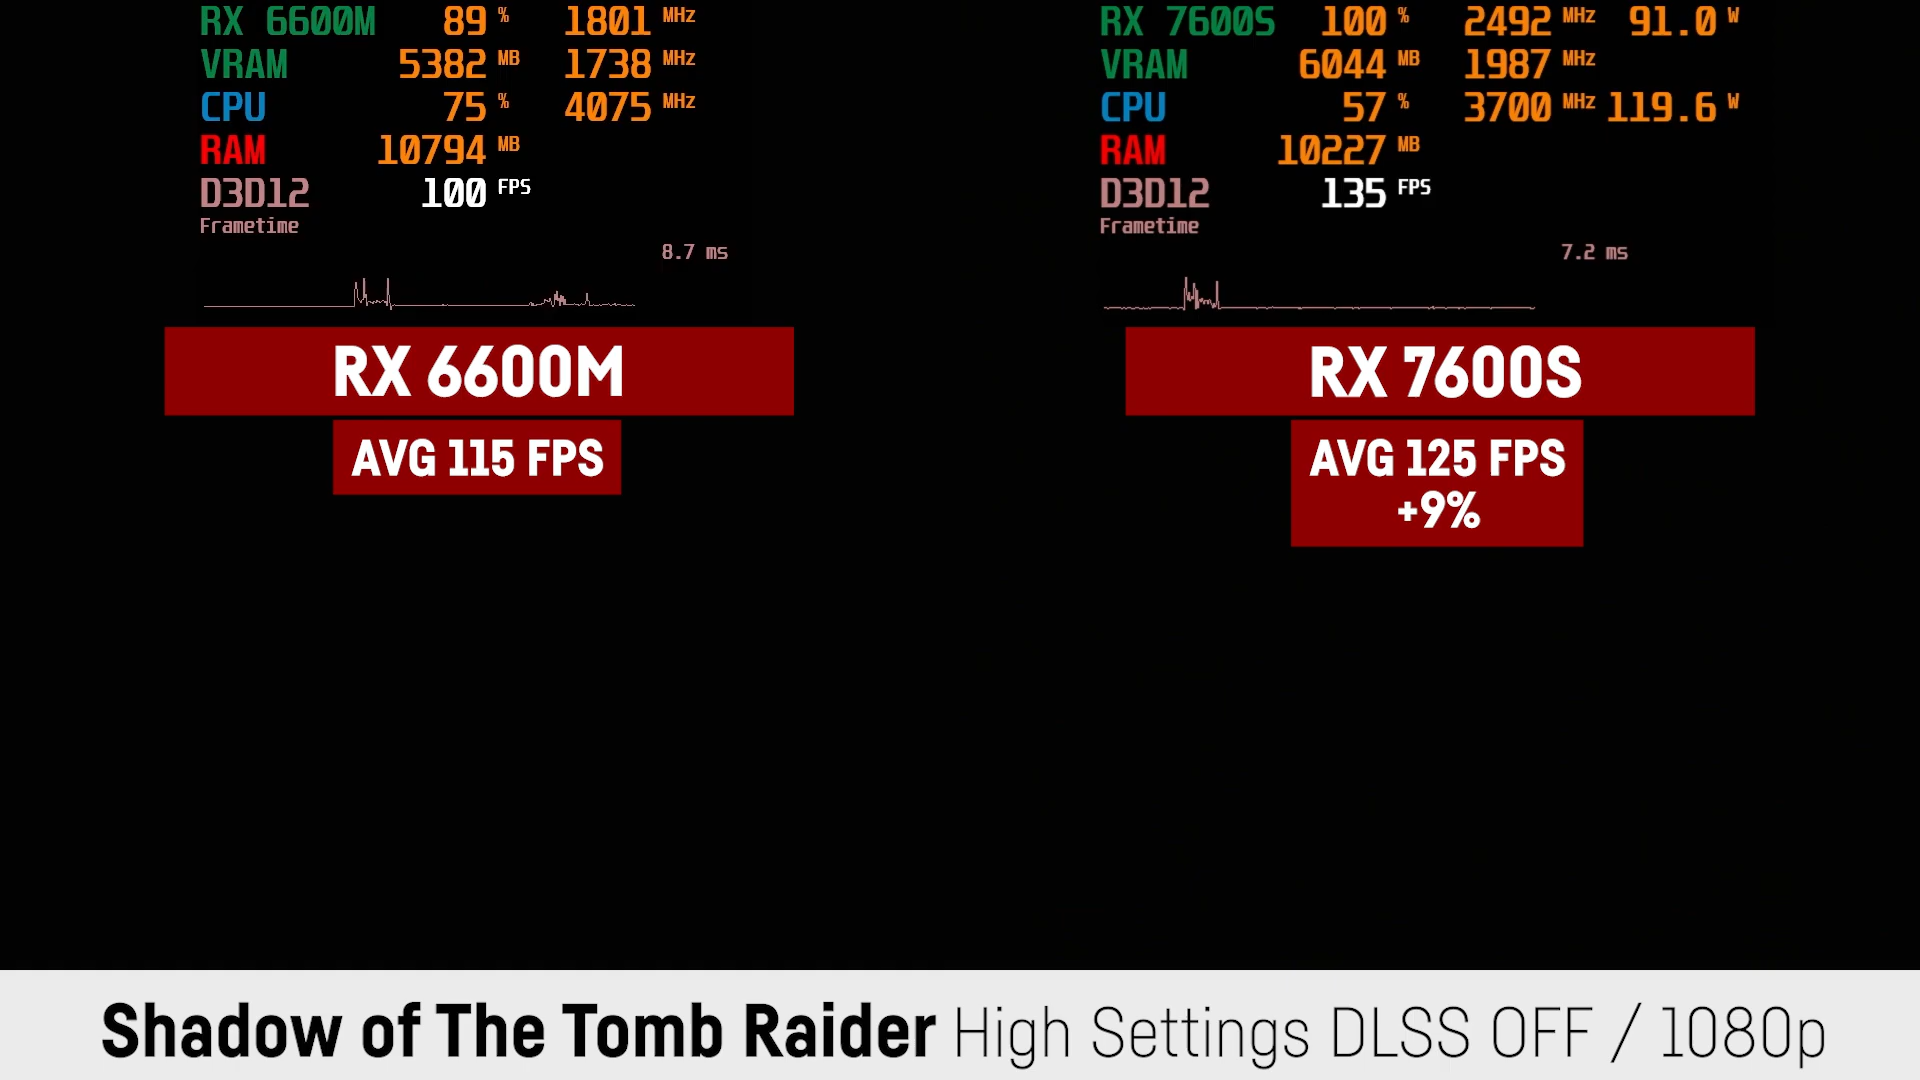 RX 6600M 89 % 1801 MHz
VRAM 5382 MB 1738 MHz
CPU 75 % 4075 MHz
RAM 10794 MB
D3D12 100 FPS
Frametime
8.7 ms
RX 6600M
AVG 115 FPS
RX 7600S 100 % 2492 MHz 91.0 W
VRAM 6044 MB 1987 MHz
CPU 57 % 3700 MHz 119.6 W
RAM 10227 MB
D3D12 135 FPS
Frametime
7.2 ms
RX 7600S
AVG 125 FPS
+9%
Shadow of The Tomb Raider High Settings DLSS OFF / 1080p